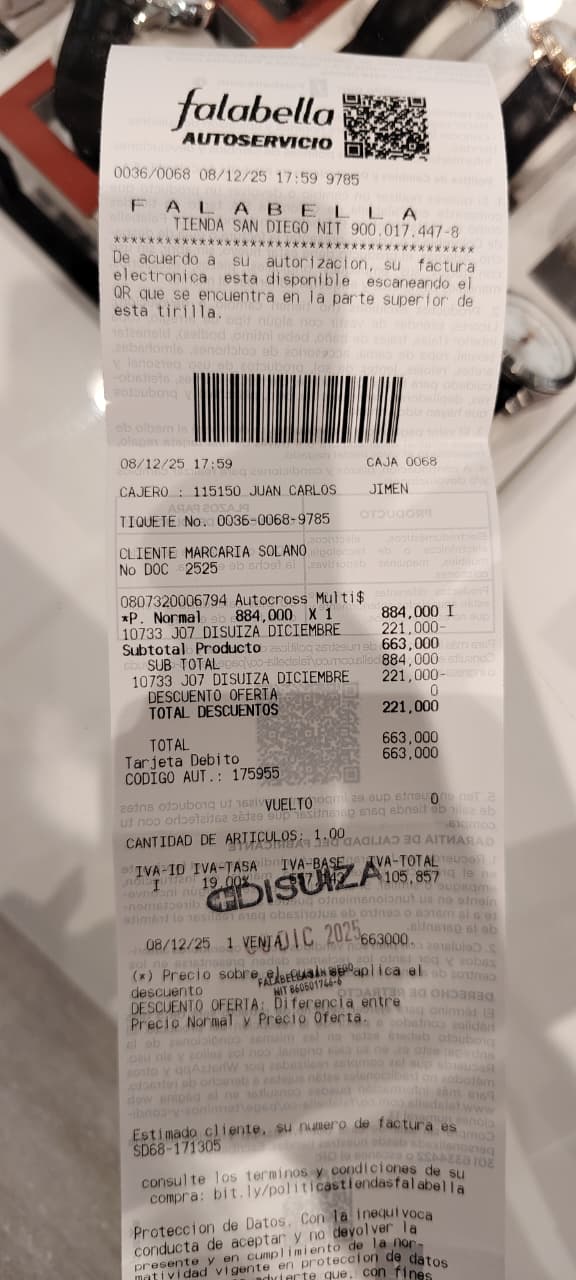 falabella
AUTOSERVICIO
0036/0068 08/12/25 17:59 9785
F A L A B E L L A
TIENDA SAN DIEGO NIT 900.017.447-8
****************************************
De acuerdo a su autorizacion, su factura
electronica esta disponible escaneando el
QR que se encuentra en la parte superior de
esta tirilla.
08/12/25 17:59 CAJA 0068
CAJERO : 115150 JUAN CARLOS JIMEN
TIQUETE No. 0036-0068-9785
CLIENTE MARCARIA SOLANO
No DOC 2525
0807320006794 Autocross Multi$
*P. Normal 884,000 X 1 884,000 I
10733 J07 DISUIZA DICIEMBRE 221,000-
Subtotal Producto 663,000
SUB TOTAL 884,000
10733 J07 DISUIZA DICIEMBRE 221,000-
DESCUENTO OFERTA 0
TOTAL DESCUENTOS 221,000
TOTAL 663,000
Tarjeta Debito 663,000
CODIGO AUT.: 175955
VUELTO 0
CANTIDAD DE ARTICULOS: 1.00
IVA-ID IVA-TASA IVA-BASE IVA-TOTAL
I 19.00% 105,857
DISUIZA
08/12/25 1 VENTA 663000.
DIC 2025
(*) Precio sobre el cual se aplica el
descuento
DESCUENTO OFERTA: Diferencia entre
Precio Normal y Precio Oferta.
Estimado cliente, su numero de factura es
SD68-171305
consulte los terminos y condiciones de su
compra: bit.ly/politicastiendasfalabella
Proteccion de Datos. Con la inequivoca
conducta de aceptar y no devolver la
presente y en cumplimiento de la nor-
matividad vigente en proteccion de datos
advierte que, con fines